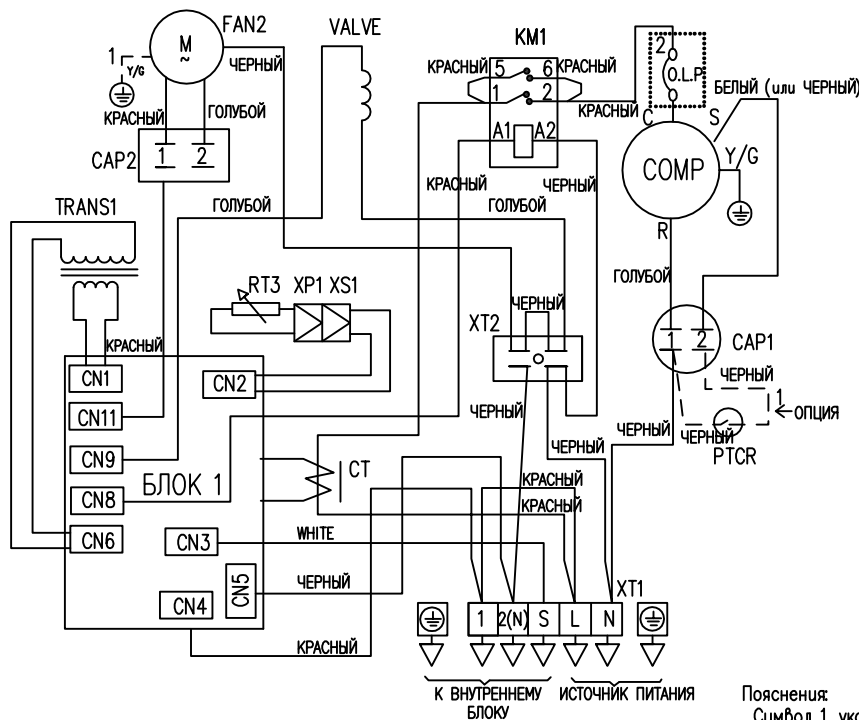 FAN2
M
~
1
Y/G
ЧЕРНЫЙ
КРАСНЫЙ
ГОЛУБОЙ
CAP2
1
2
VALVE
KM1
КРАСНЫЙ
5
6
КРАСНЫЙ
1
2
A1
A2
КРАСНЫЙ
КРАСНЫЙ
ЧЕРНЫЙ
2
O.L.P
БЕЛЫЙ (или ЧЕРНЫЙ)
C
S
COMP
Y/G
R
ГОЛУБОЙ
TRANS1
ГОЛУБОЙ
ГОЛУБОЙ
RT3
XP1
XS1
XT2
ЧЕРНЫЙ
1
2
CAP1
ЧЕРНЫЙ
1
ОПЦИЯ
ЧЕРНЫЙ
ЧЕРНЫЙ
PTCR
КРАСНЫЙ
CN1
CN2
CN11
CN9
CN8
БЛОК 1
CN6
CN3
CN5
CN4
CT
ЧЕРНЫЙ
ЧЕРНЫЙ
КРАСНЫЙ
КРАСНЫЙ
WHITE
ЧЕРНЫЙ
КРАСНЫЙ
XT1
1
2(N)
S
L
N
К ВНУТРЕННЕМУ
БЛОКУ
ИСТОЧНИК ПИТАНИЯ
Пояснения:
Символ 1